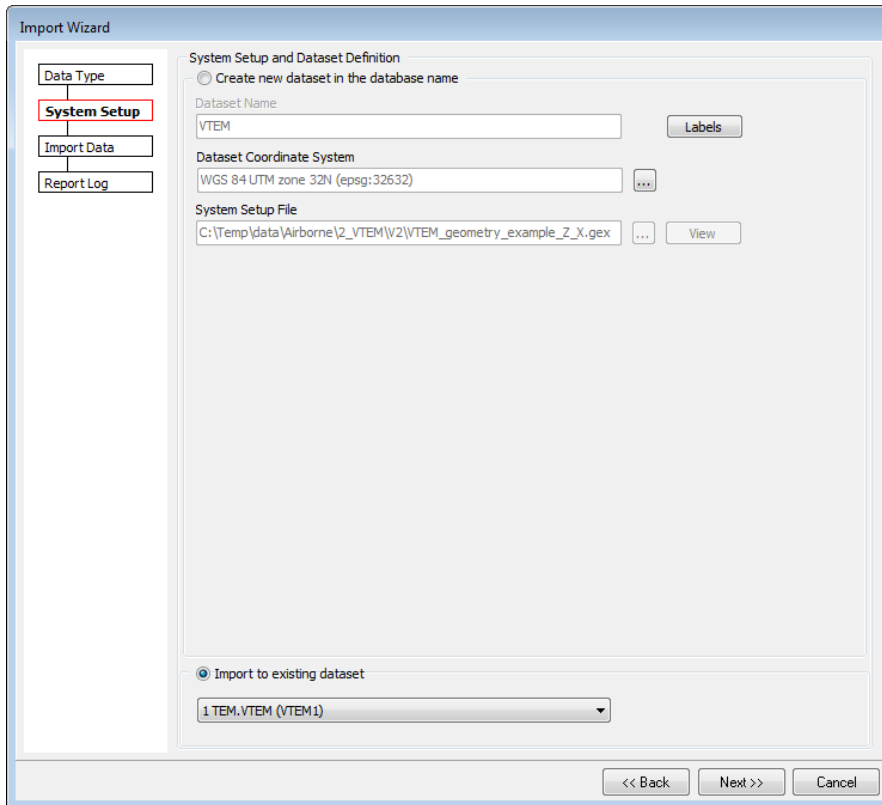 Import Wizard
Data Type
System Setup
Import Data
Report Log
System Setup and Dataset Definition
Create new dataset in the database name
Dataset Name
VTEM
Labels
Dataset Coordinate System
WGS 84 UTM zone 32N (epsg:32632)
...
System Setup File
C:\Temp\data\Airborne\2_VTEM\V2\VTEM_geometry_example_Z_X.gex
...
View
Import to existing dataset
1 TEM.VTEM (VTEM1)
<< Back
Next >>
Cancel